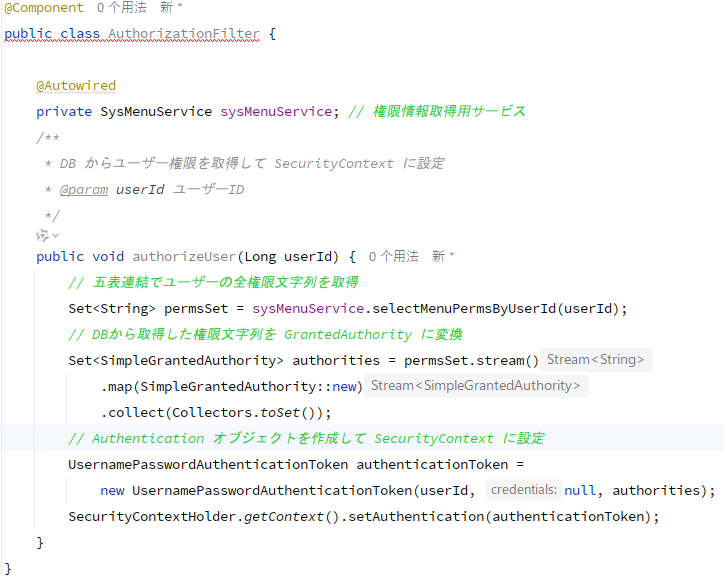 @Component 0 个用法 新 *
public class AuthorizationFilter {
@Autowired
private SysMenuService sysMenuService; // 権限情報取得用サービス
/**
* DB からユーザー権限を取得して SecurityContext に設定
* @param userId ユーザーID
*/
public void authorizeUser(Long userId) { 0 个用法 新 *
// 五表連結でユーザーの全権限文字列を取得
Set<String> permsSet = sysMenuService.selectMenuPermsByUserId(userId);
// DBから取得した権限文字列を GrantedAuthority に変換
Set<SimpleGrantedAuthority> authorities = permsSet.stream() Stream<String>
.map(SimpleGrantedAuthority::new) Stream<SimpleGrantedAuthority>
.collect(Collectors.toSet());
// Authentication オブジェクトを作成して SecurityContext に設定
UsernamePasswordAuthenticationToken authenticationToken =
new UsernamePasswordAuthenticationToken(userId, credentials: null, authorities);
SecurityContextHolder.getContext().setAuthentication(authenticationToken);
}
}